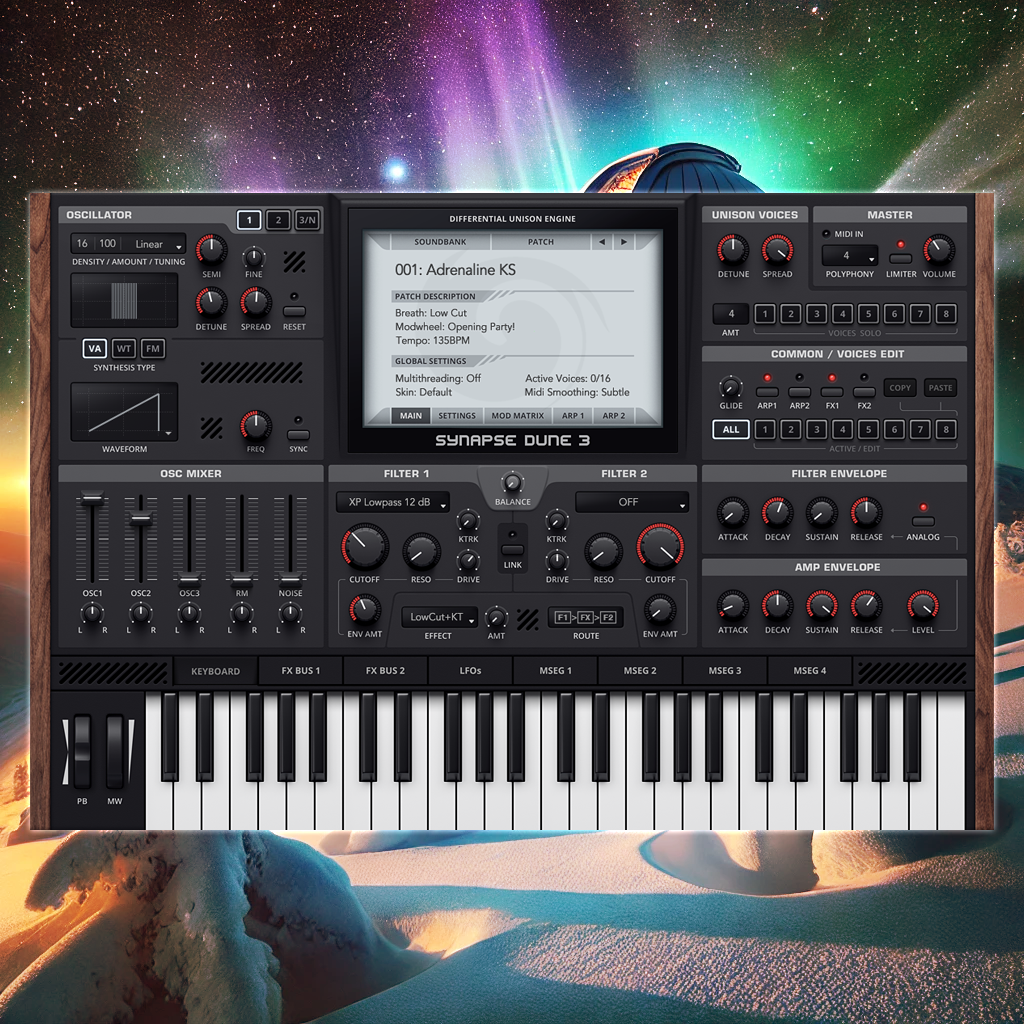 OSCILLATOR
1 2 3/N
16 100 Linear
DENSITY / AMOUNT / TUNING
SEMI FINE
DETUNE SPREAD RESET
VA WT FM
SYNTHESIS TYPE
WAVEFORM
FREQ SYNC
DIFFERENTIAL UNISON ENGINE
SOUNDBANK PATCH
001: Adrenaline KS
PATCH DESCRIPTION
Breath: Low Cut
Modwheel: Opening Party!
Tempo: 135BPM
GLOBAL SETTINGS
Multithreading: Off Active Voices: 0/16
Skin: Default Midi Smoothing: Subtle
MAIN SETTINGS MOD MATRIX ARP 1 ARP 2
SYNAPSE DUNE 3
UNISON VOICES
DETUNE SPREAD
MASTER
MIDI IN
4
POLYPHONY LIMITER VOLUME
4 1 2 3 4 5 6 7 8
AMT VOICES SOLO
COMMON / VOICES EDIT
GLIDE ARP1 ARP2 FX1 FX2 COPY PASTE
ALL 1 2 3 4 5 6 7 8
ACTIVE / EDIT
OSC MIXER
OSC1 OSC2 OSC3 RM NOISE
L R L R L R L R L R
FILTER 1 FILTER 2
BALANCE
XP Lowpass 12 dB OFF
KTRK KTRK
LINK
CUTOFF RESO DRIVE DRIVE RESO CUTOFF
LowCut+KT F1>FX>F2
ENV AMT EFFECT AMT ROUTE ENV AMT
FILTER ENVELOPE
ATTACK DECAY SUSTAIN RELEASE ANALOG
AMP ENVELOPE
ATTACK DECAY SUSTAIN RELEASE LEVEL
KEYBOARD FX BUS 1 FX BUS 2 LFOs MSEG 1 MSEG 2 MSEG 3 MSEG 4
PB MW